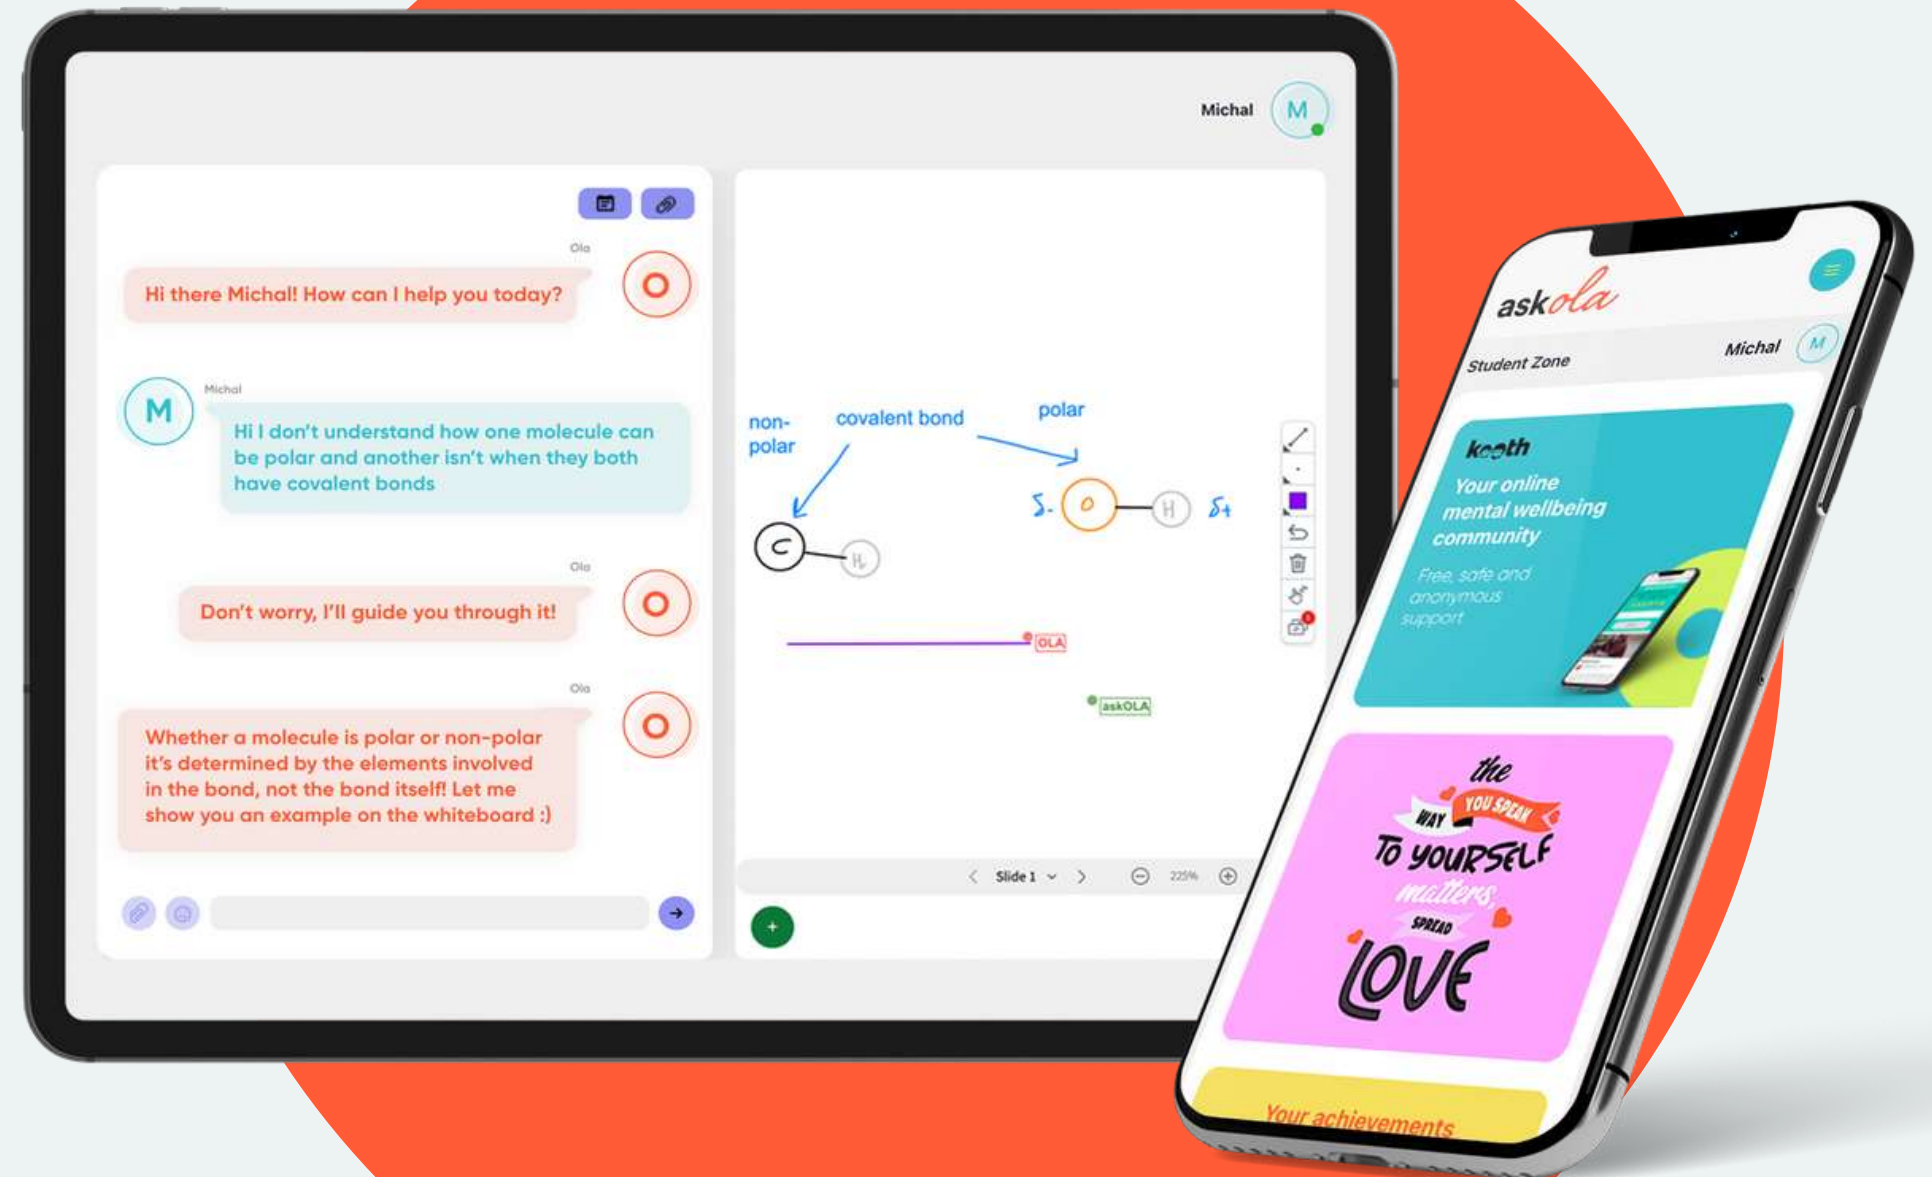 Michal
M
Ola
Hi there Michal! How can I help you today?
O
Michal
M
Hi I don't understand how one molecule can
be polar and another isn't when they both
have covalent bonds
Ola
Don't worry, I'll guide you through it!
O
Ola
Whether a molecule is polar or non-polar
it's determined by the elements involved
in the bond, not the bond itself! Let me
show you an example on the whiteboard :)
O
non-
polar
covalent bond
polar
δ-
O
H
δ+
C
H
OLA
askOLA
Slide 1
225%
askola
Student Zone
Michal
M
kooth
Your online
mental wellbeing
community
Free, safe and
anonymous
support
the
WAY YOU SPEAK
TO YOURSELF
matters,
SPREAD
LOVE
Your achievements